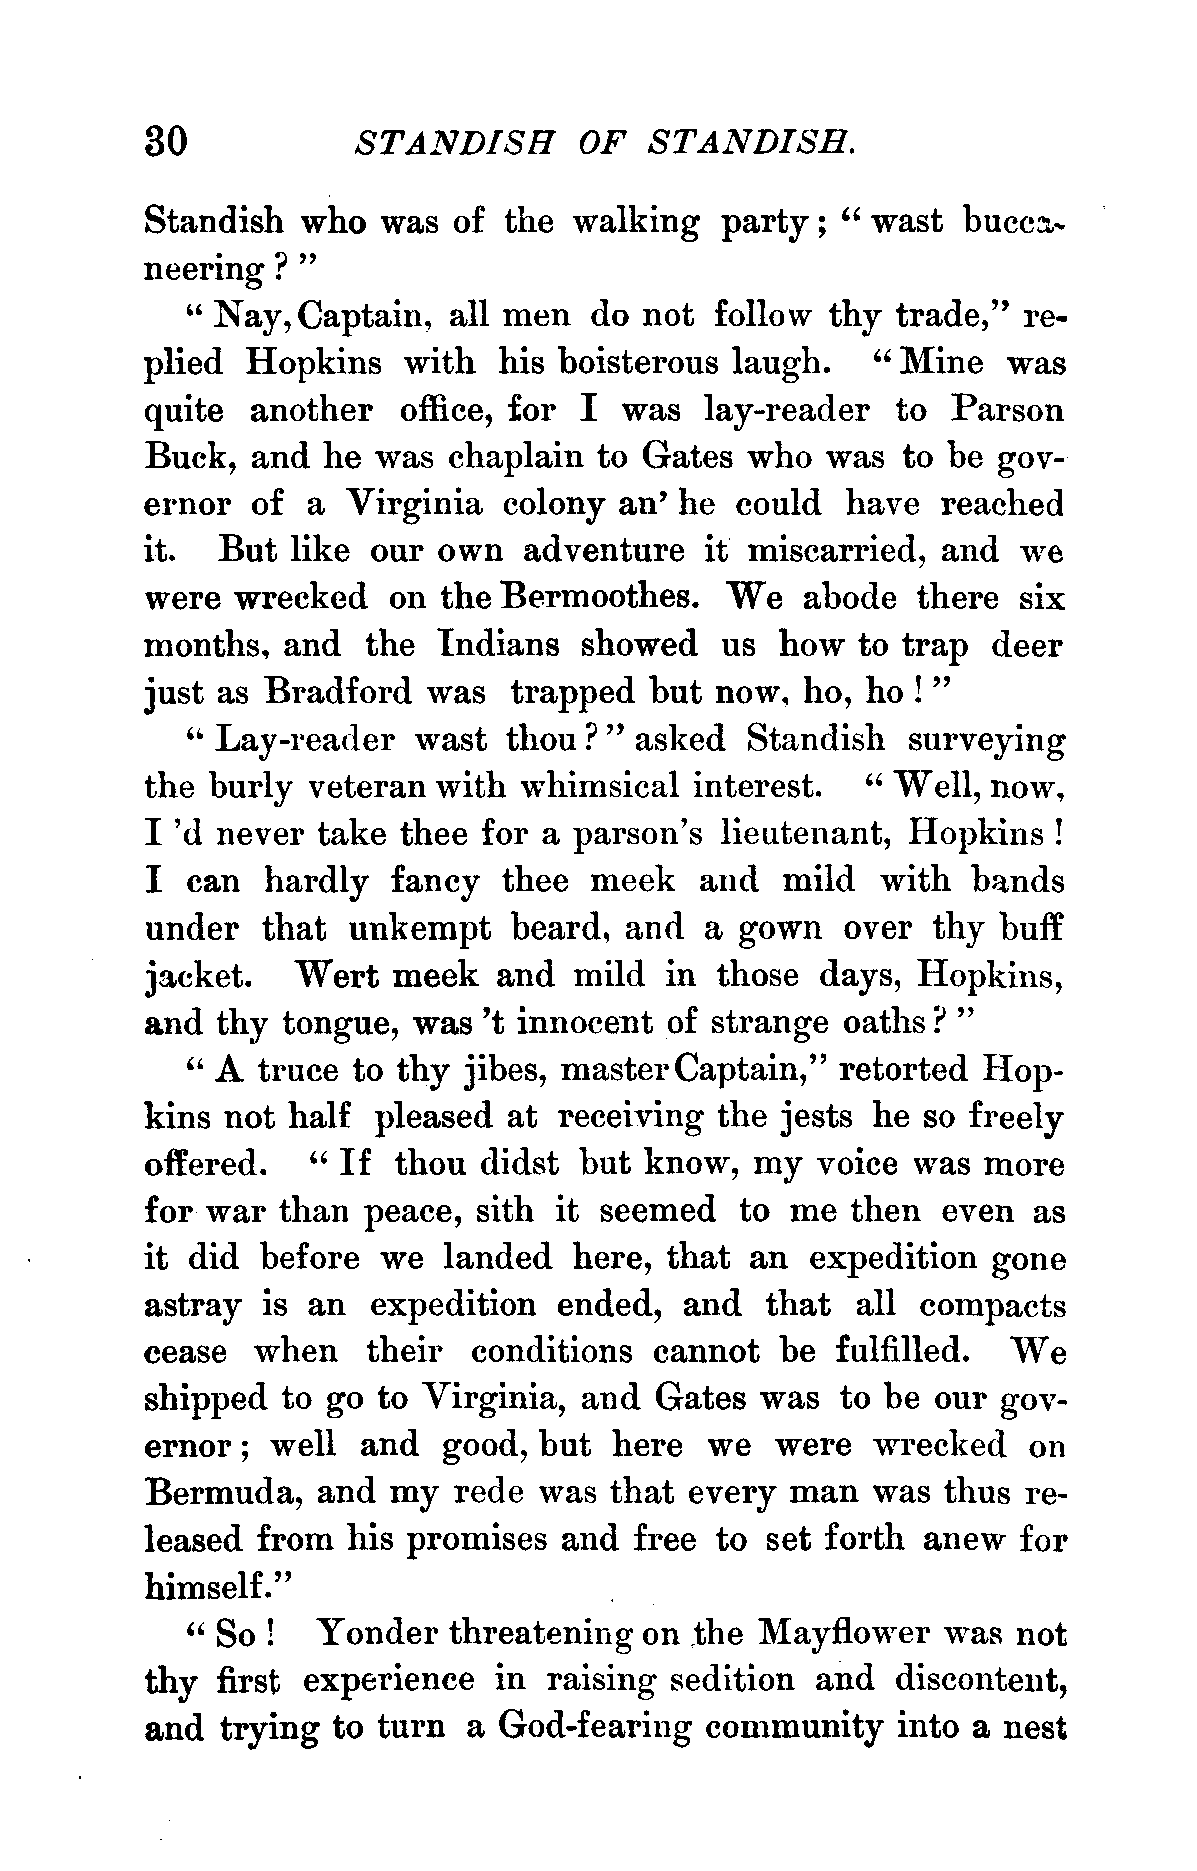 30 STANDISH OF STANDISH.
Standish who was of the walking party; "wast bucca-
neering?"
"Nay, Captain, all men do not follow thy trade," re-
plied Hopkins with his boisterous laugh. "Mine was
quite another office, for I was lay-reader to Parson
Buck, and he was chaplain to Gates who was to be gov-
ernor of a Virginia colony an' he could have reached
it. But like our own adventure it miscarried, and we
were wrecked on the Bermoothes. We abode there six
months, and the Indians showed us how to trap deer
just as Bradford was trapped but now, ho, ho!"
"Lay-reader wast thou?" asked Standish surveying
the burly veteran with whimsical interest. "Well, now,
I 'd never take thee for a parson's lieutenant, Hopkins!
I can hardly fancy thee meek and mild with bands
under that unkempt beard, and a gown over thy buff
jacket. Wert meek and mild in those days, Hopkins,
and thy tongue, was 't innocent of strange oaths?"
"A truce to thy jibes, master Captain," retorted Hop-
kins not half pleased at receiving the jests he so freely
offered. "If thou didst but know, my voice was more
for war than peace, sith it seemed to me then even as
it did before we landed here, that an expedition gone
astray is an expedition ended, and that all compacts
cease when their conditions cannot be fulfilled. We
shipped to go to Virginia, and Gates was to be our gov-
ernor; well and good, but here we were wrecked on
Bermuda, and my rede was that every man was thus re-
leased from his promises and free to set forth anew for
himself."
"So! Yonder threatening on the Mayflower was not
thy first experience in raising sedition and discontent,
and trying to turn a God-fearing community into a nest